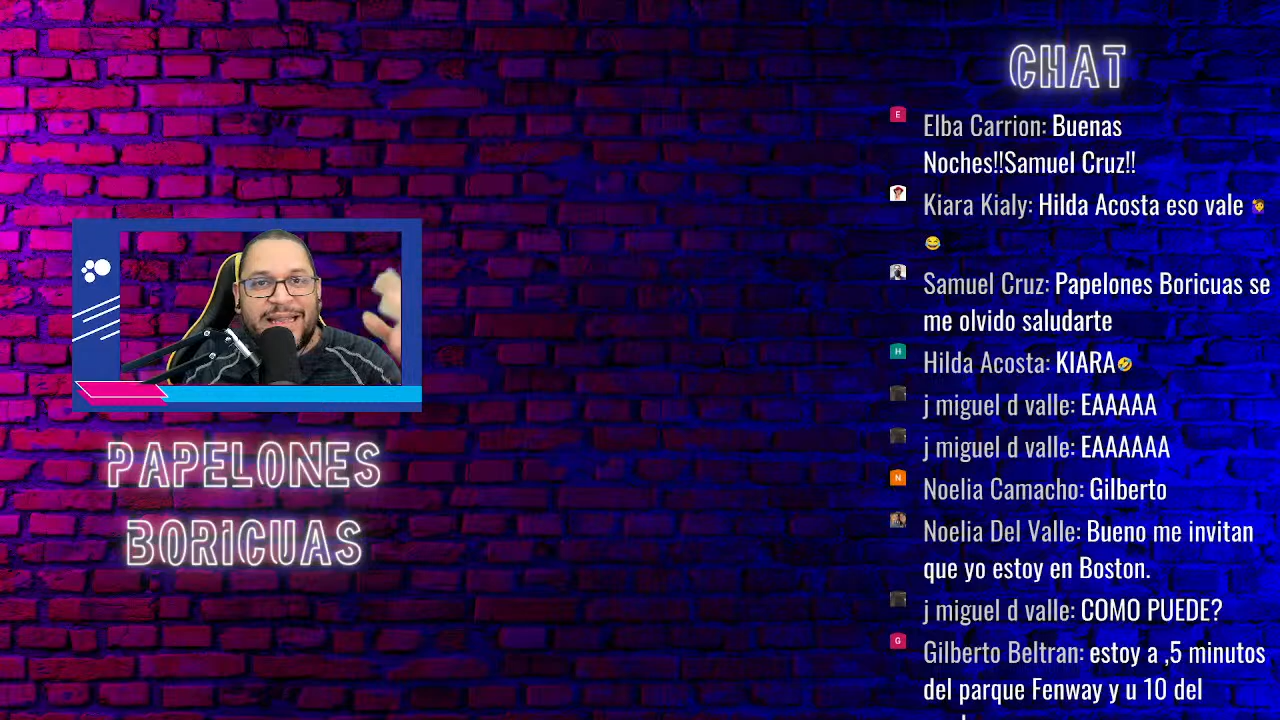 CHAT
E
Elba Carrion: Buenas
Noches!!Samuel Cruz!!
Kiara Kialy: Hilda Acosta eso vale 🤷‍♀️
😂
Samuel Cruz: Papelones Boricuas se
me olvido saludarte
H
Hilda Acosta: KIARA🤣
j miguel d valle: EAAAAA
j miguel d valle: EAAAAAA
N
Noelia Camacho: Gilberto
Noelia Del Valle: Bueno me invitan
que yo estoy en Boston.
j miguel d valle: COMO PUEDE?
G
Gilberto Beltran: estoy a ,5 minutos
del parque Fenway y u 10 del
PAPELONES
BORICUAS